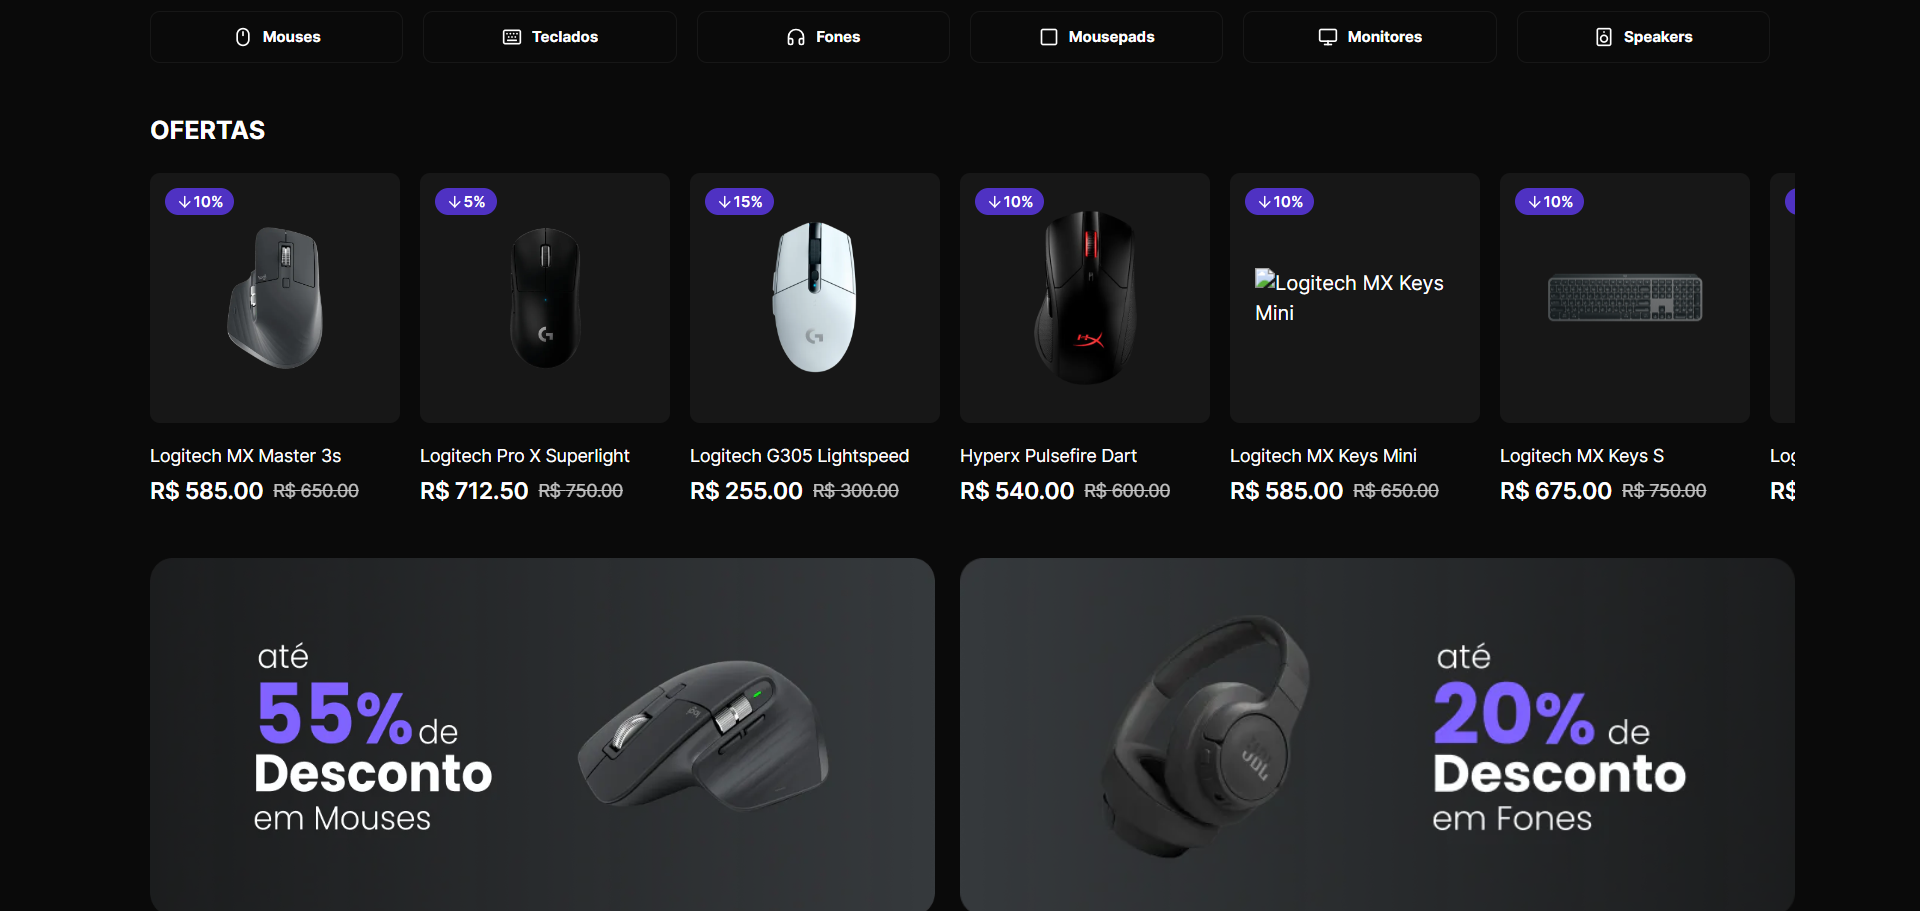 Mouses
Teclados
Fones
Mousepads
Monitores
Speakers
OFERTAS
↓10%
↓5%
↓15%
↓10%
↓10%
↓10%
Logitech MX Keys
Mini
Logitech MX Master 3s
R$ 585.00 R$ 650.00
Logitech Pro X Superlight
R$ 712.50 R$ 750.00
Logitech G305 Lightspeed
R$ 255.00 R$ 300.00
Hyperx Pulsefire Dart
R$ 540.00 R$ 600.00
Logitech MX Keys Mini
R$ 585.00 R$ 650.00
Logitech MX Keys S
R$ 675.00 R$ 750.00
R$
até
55% de
Desconto
em Mouses
JBL
até
20% de
Desconto
em Fones